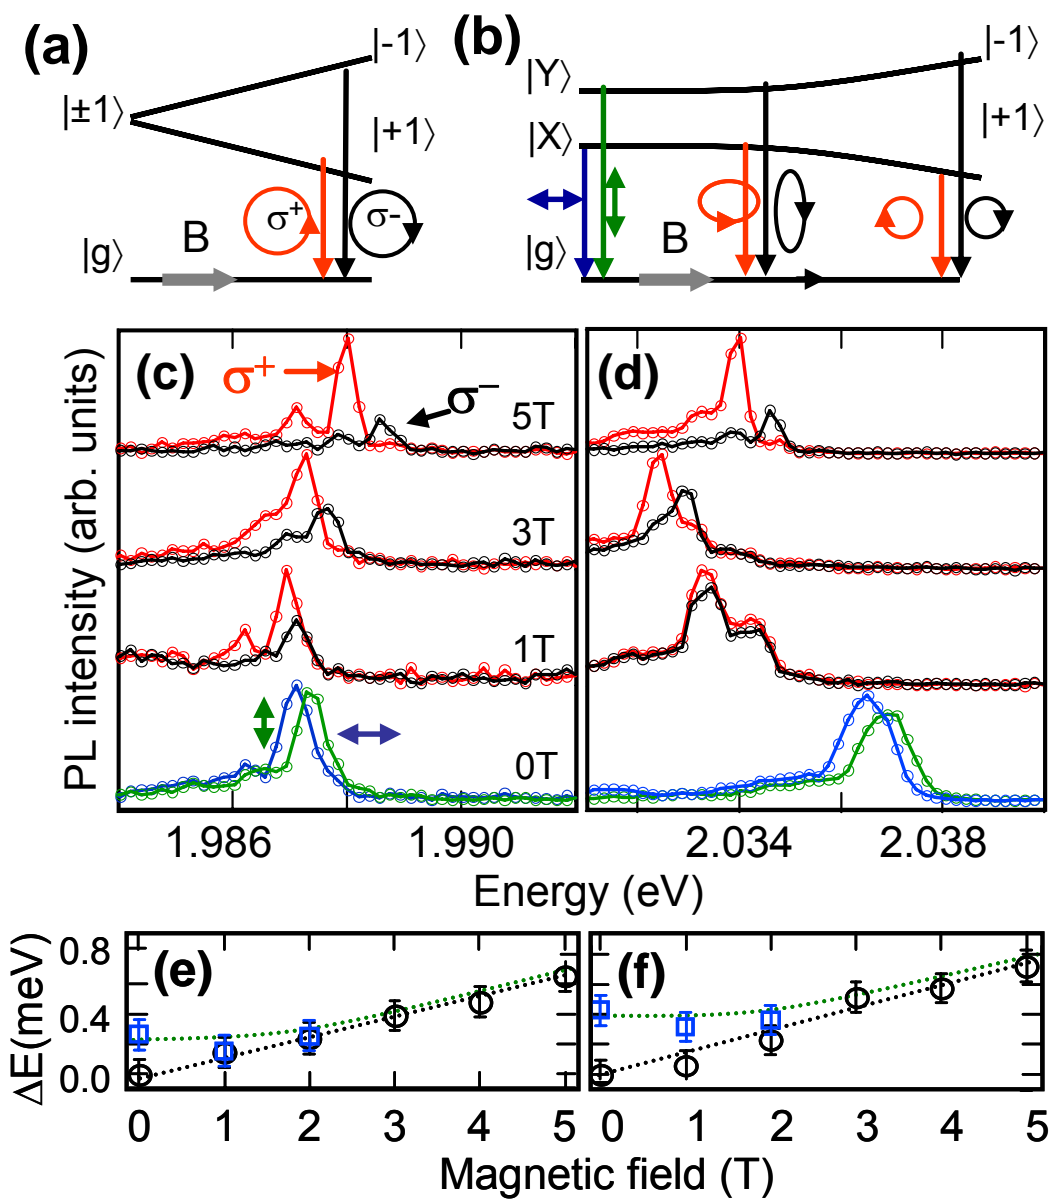 (a) (b)
|-1⟩ |-1⟩
|Y⟩
|±1⟩ |+1⟩ |X⟩ |+1⟩
σ+ σ-
B B
|g⟩ |g⟩
(c) (d)
σ+ σ−
5T
3T
1T
0T
PL intensity (arb. units)
1.986 1.990 2.034 2.038
Energy (eV)
(e) (f)
0.8
0.4
0.0
ΔE(meV)
0 1 2 3 4 5 0 1 2 3 4 5
Magnetic field (T)